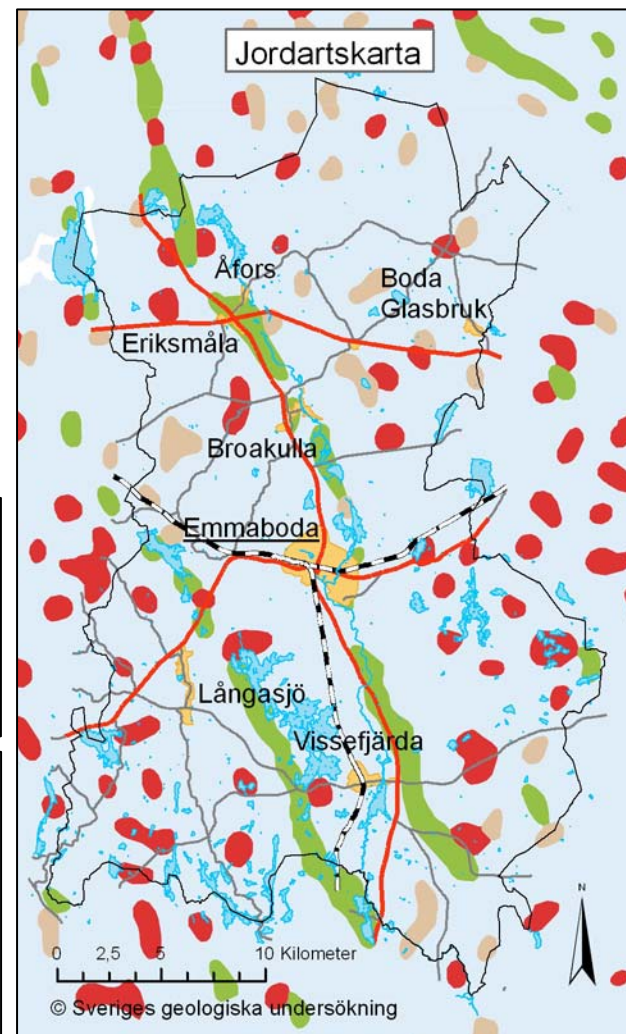 Jordartskarta
Åfors
Boda
Glasbruk
Eriksmåla
Broakulla
Emmaboda
Långasjö
Vissefjärda
N
0 2,5 5 10 Kilometer
© Sveriges geologiska undersökning